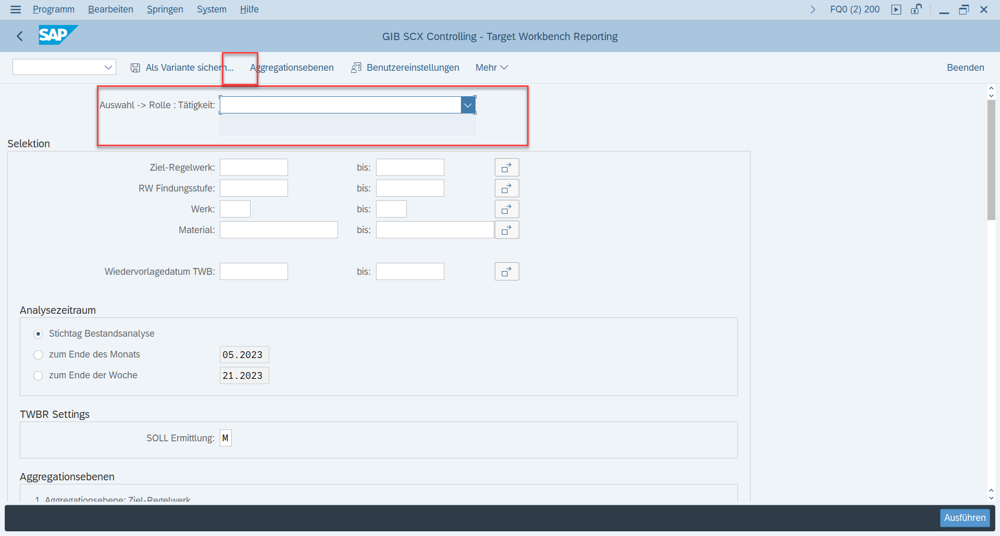 Programm Bearbeiten Springen System Hilfe FQ0 (2) 200
SAP GIB SCX Controlling - Target Workbench Reporting
Als Variante sichern... Aggregationsebenen Benutzereinstellungen Mehr Beenden
Auswahl -> Rolle : Tätigkeit:
Selektion
Ziel-Regelwerk: bis:
RW Findungsstufe: bis:
Werk: bis:
Material: bis:
Wiedervorlagedatum TWB: bis:
Analysezeitraum
Stichtag Bestandsanalyse
zum Ende des Monats 05.2023
zum Ende der Woche 21.2023
TWBR Settings
SOLL Ermittlung: M
Aggregationsebenen
1. Aggregationsebene: Ziel-Regelwerk
Ausführen